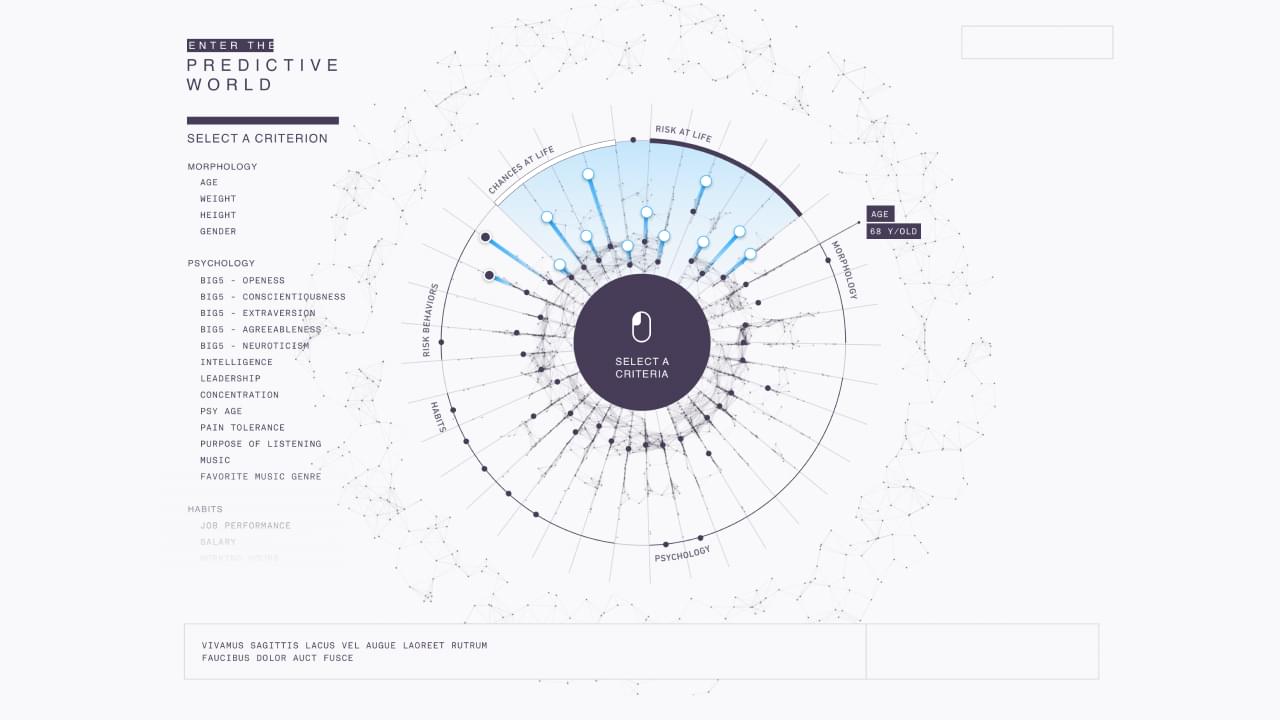 ENTER THE
PREDICTIVE
WORLD
SELECT A CRITERION
MORPHOLOGY
AGE
WEIGHT
HEIGHT
GENDER
PSYCHOLOGY
BIG5 - OPENESS
BIG5 - CONSCIENTIOUSNESS
BIG5 - EXTRAVERSION
BIG5 - AGREEABLENESS
BIG5 - NEUROTICISM
INTELLIGENCE
LEADERSHIP
CONCENTRATION
PSY AGE
PAIN TOLERANCE
PURPOSE OF LISTENING
MUSIC
FAVORITE MUSIC GENRE
HABITS
JOB PERFORMANCE
SALARY
WORKING HOURS
CHANCES AT LIFE
RISK AT LIFE
AGE
68 Y/OLD
MORPHOLOGY
RISK BEHAVIORS
SELECT A
CRITERIA
HABITS
PSYCHOLOGY
VIVAMUS SAGITTIS LACUS VEL AUGUE LAOREET RUTRUM
FAUCIBUS DOLOR AUCT FUSCE